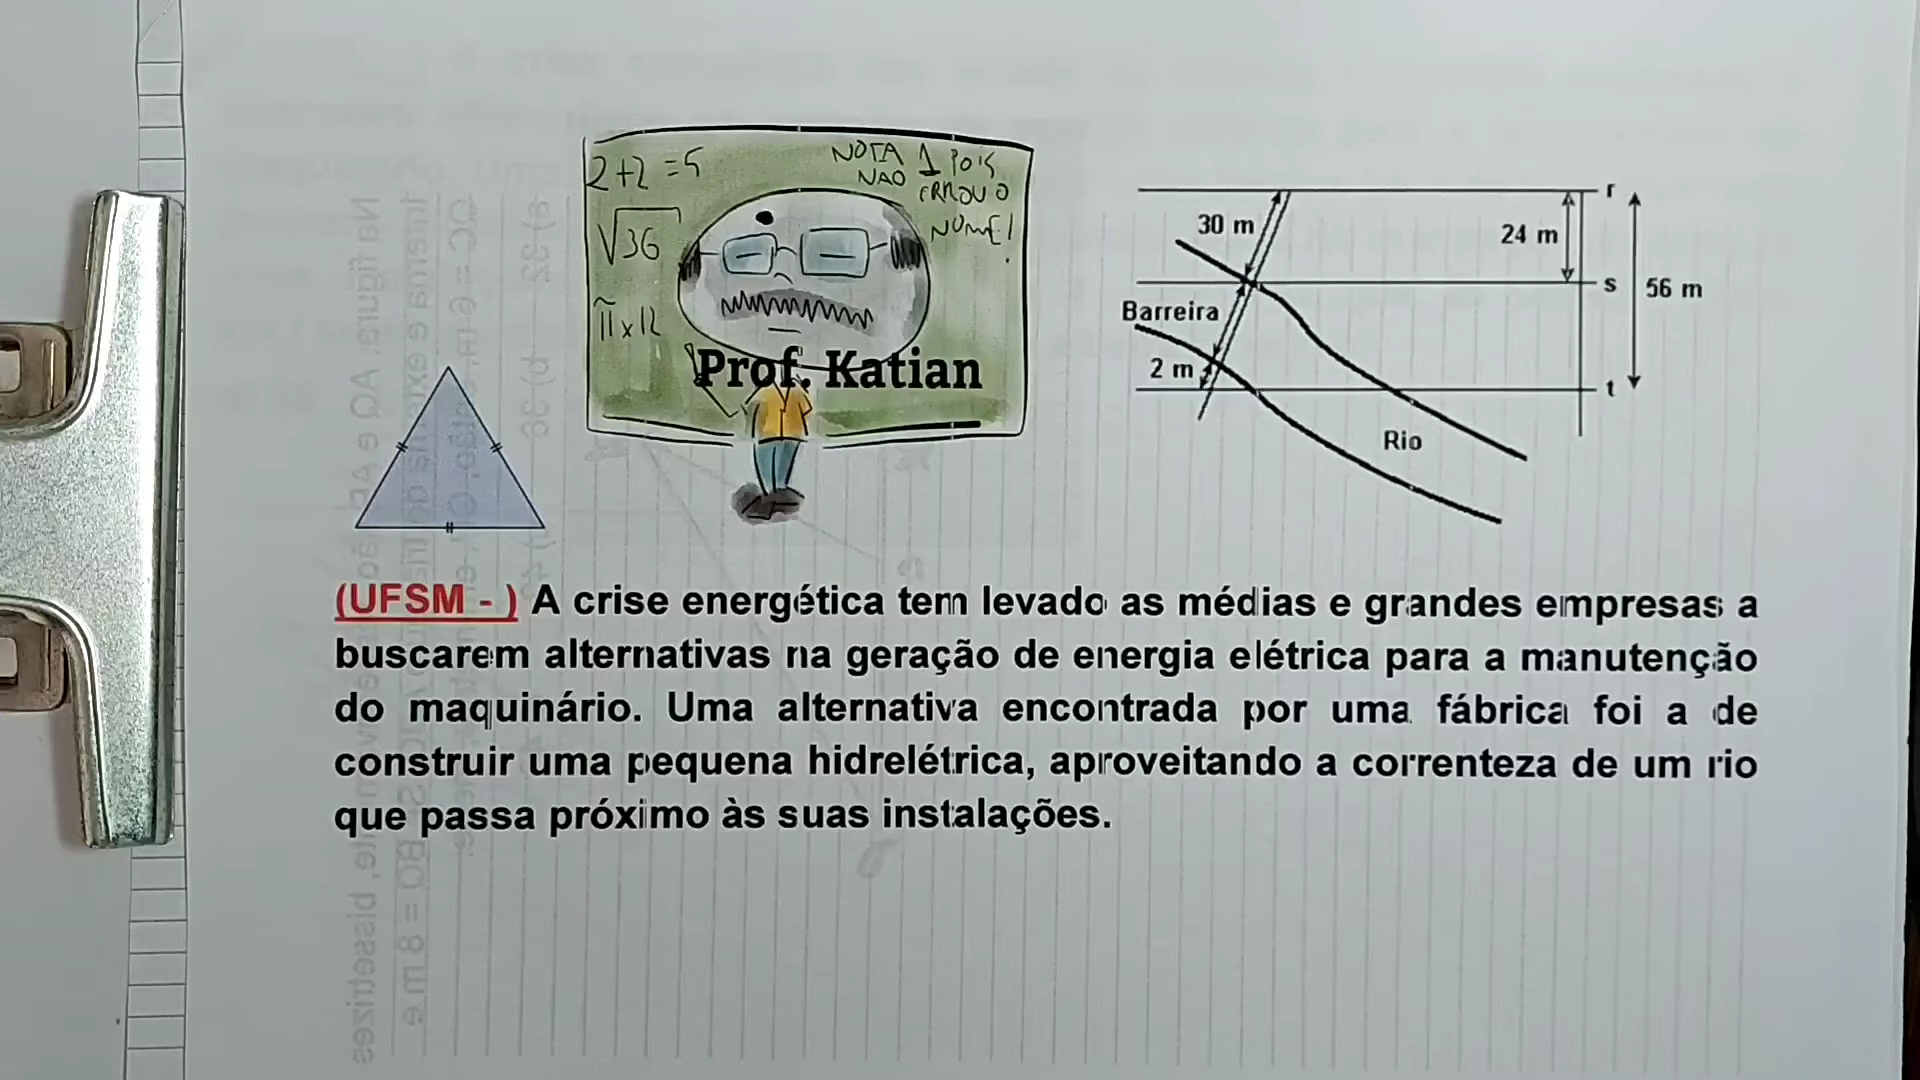 2+2=5
NOTA 1 POIS
NAO ERROU O
NOME!
√36
π x 12
Prof. Katian
r
30 m
24 m
s
56 m
Barreira
2 m
t
Rio
(UFSM - ) A crise energética tem levado as médias e grandes empresas a
buscarem alternativas na geração de energia elétrica para a manutenção
do maquinário. Uma alternativa encontrada por uma fábrica foi a de
construir uma pequena hidrelétrica, aproveitando a correnteza de um rio
que passa próximo às suas instalações.